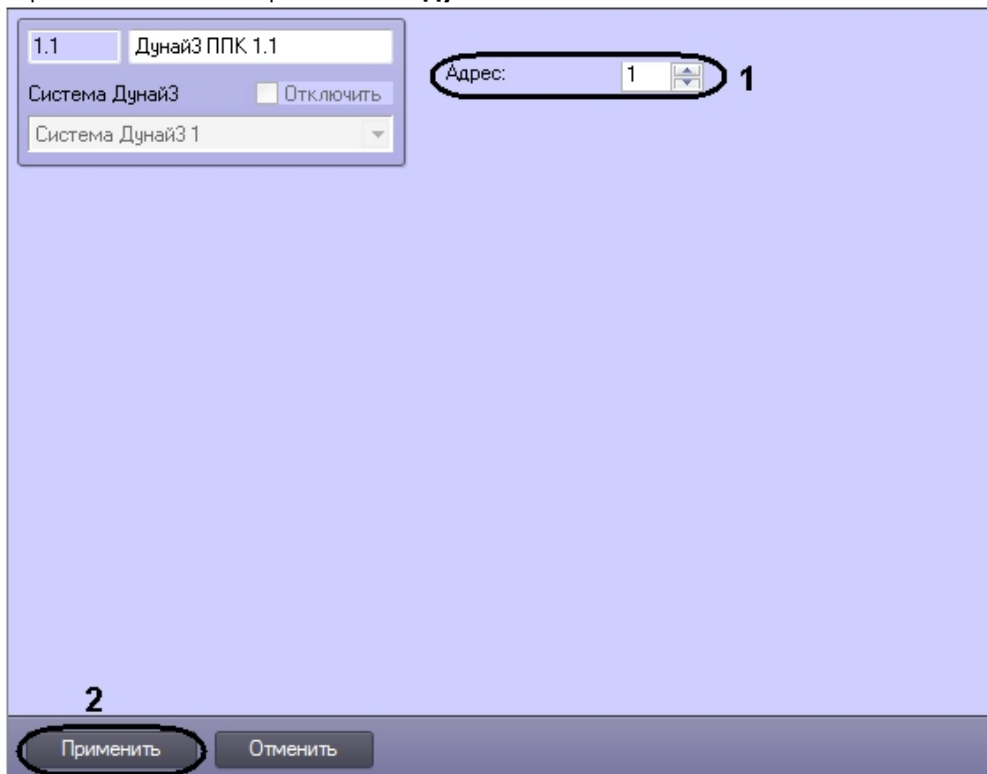 1.1 Дунай3 ППК 1.1
Адрес: 1 1
Система Дунай3 Отключить
Система Дунай3 1
2
Применить Отменить